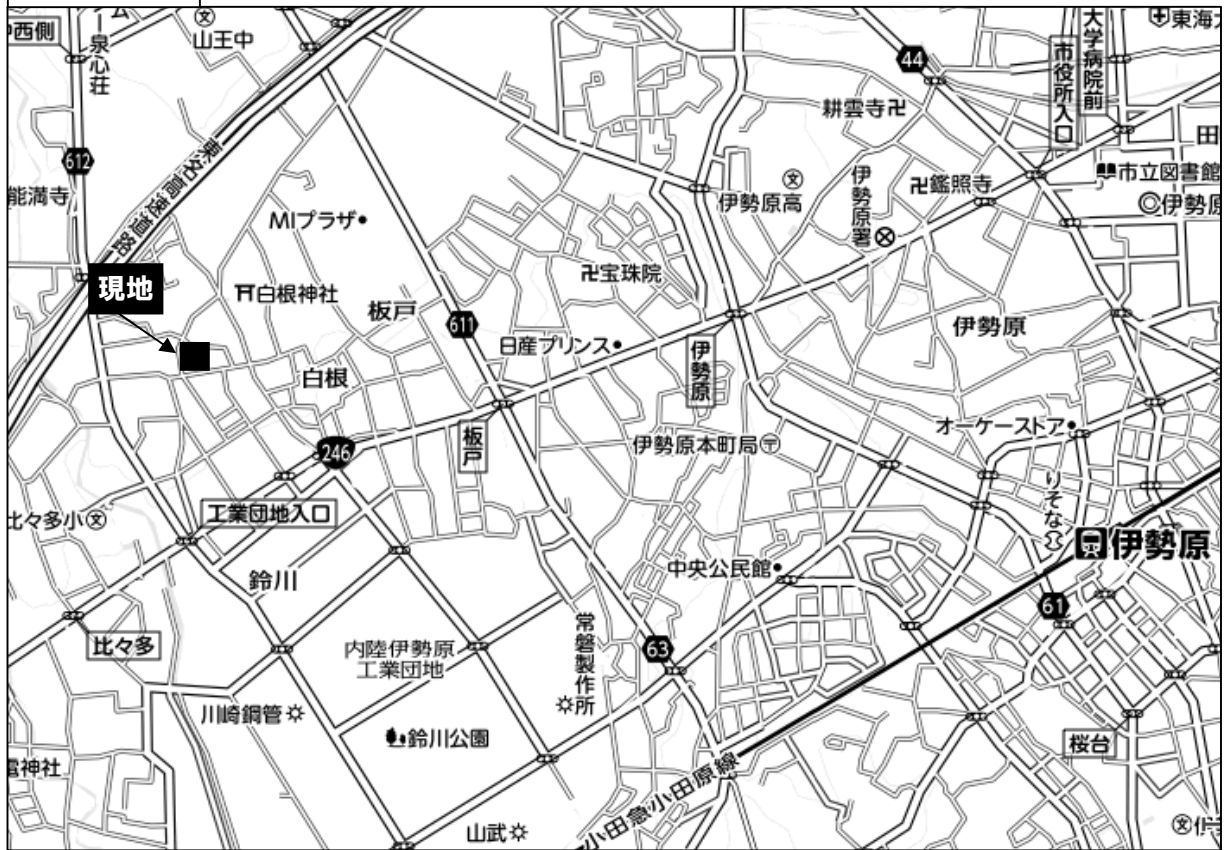 中西側
泉心荘
山王中
44
市役所入口
大学病院前
東海
耕雲寺
612
東名高速道路
能満寺
MIプラザ
伊勢原高
伊勢原署
鑑照寺
市立図書館
伊勢原
田
現地
白根神社
板戸
611
宝珠院
日産プリンス
伊勢原
伊勢原
白根
246
板戸
伊勢原本町局
オーケーストア
りそな
比々多小
工業団地入口
伊勢原
鈴川
中央公民館
61
比々多
内陸伊勢原
工業団地
常磐製作所
63
川崎鋼管
鈴川公園
桜台
小田急小田原線
山武